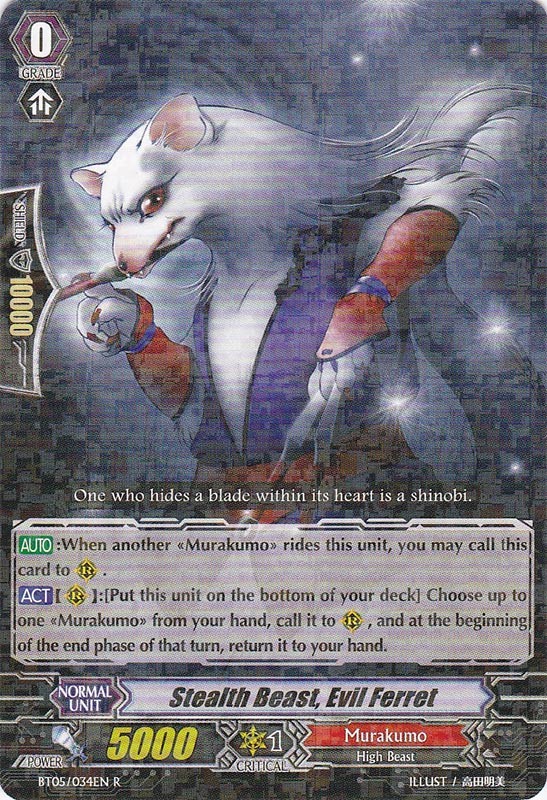 0
GRADE
SHIELD
10000
One who hides a blade within its heart is a shinobi.
AUTO:When another «Murakumo» rides this unit, you may call this
card to R .
ACT[ R ]:[Put this unit on the bottom of your deck] Choose up to
one «Murakumo» from your hand, call it to R , and at the beginning
of the end phase of that turn, return it to your hand.
NORMAL
UNIT
Stealth Beast, Evil Ferret
POWER
5000
1
CRITICAL
Murakumo
High Beast
BT05/034EN R
ILLUST / 高田明美